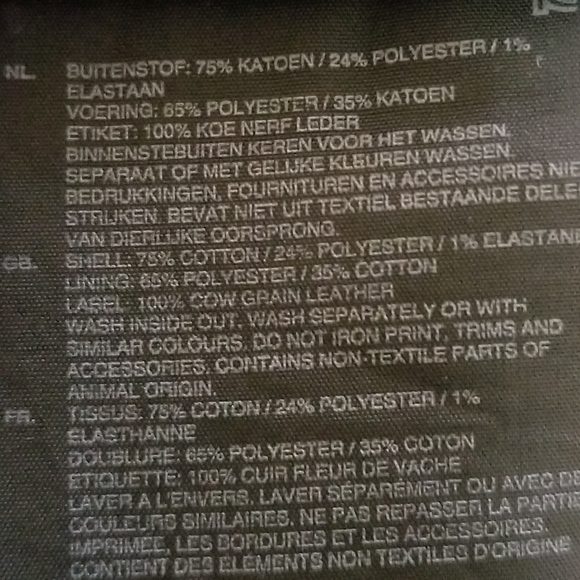 NL. BUITENSTOF: 75% KATOEN / 24% POLYESTER / 1%
ELASTAAN
VOERING: 65% POLYESTER / 35% KATOEN
ETIKET: 100% KOE NERF LEDER
BINNENSTEBUITEN KEREN VOOR HET WASSEN.
SEPARAAT OF MET GELIJKE KLEUREN WASSEN.
BEDRUKKINGEN, FOURNITUREN EN ACCESSOIRES NIE
STRIJKEN. BEVAT NIET UIT TEXTIEL BESTAANDE DELE
VAN DIERLIJKE OORSPRONG.
GB. SHELL: 75% COTTON / 24% POLYESTER / 1% ELASTAN
LINING: 65% POLYESTER / 35% COTTON
LABEL: 100% COW GRAIN LEATHER
WASH INSIDE OUT. WASH SEPARATELY OR WITH
SIMILAR COLOURS. DO NOT IRON PRINT, TRIMS AND
ACCESSORIES. CONTAINS NON-TEXTILE PARTS OF
ANIMAL ORIGIN.
FR. TISSUS: 75% COTON / 24% POLYESTER / 1%
ELASTHANNE
DOUBLURE: 65% POLYESTER / 35% COTON
ETIQUETTE: 100% CUIR FLEUR DE VACHE
LAVER A L'ENVERS. LAVER SÉPARÉMENT OU AVEC DE
COULEURS SIMILAIRES. NE PAS REPASSER LA PARTIE
IMPRIMÉE, LES BORDURES ET LES ACCESSOIRES.
CONTIENT DES ÉLÉMENTS NON TEXTILES D'ORIGINE